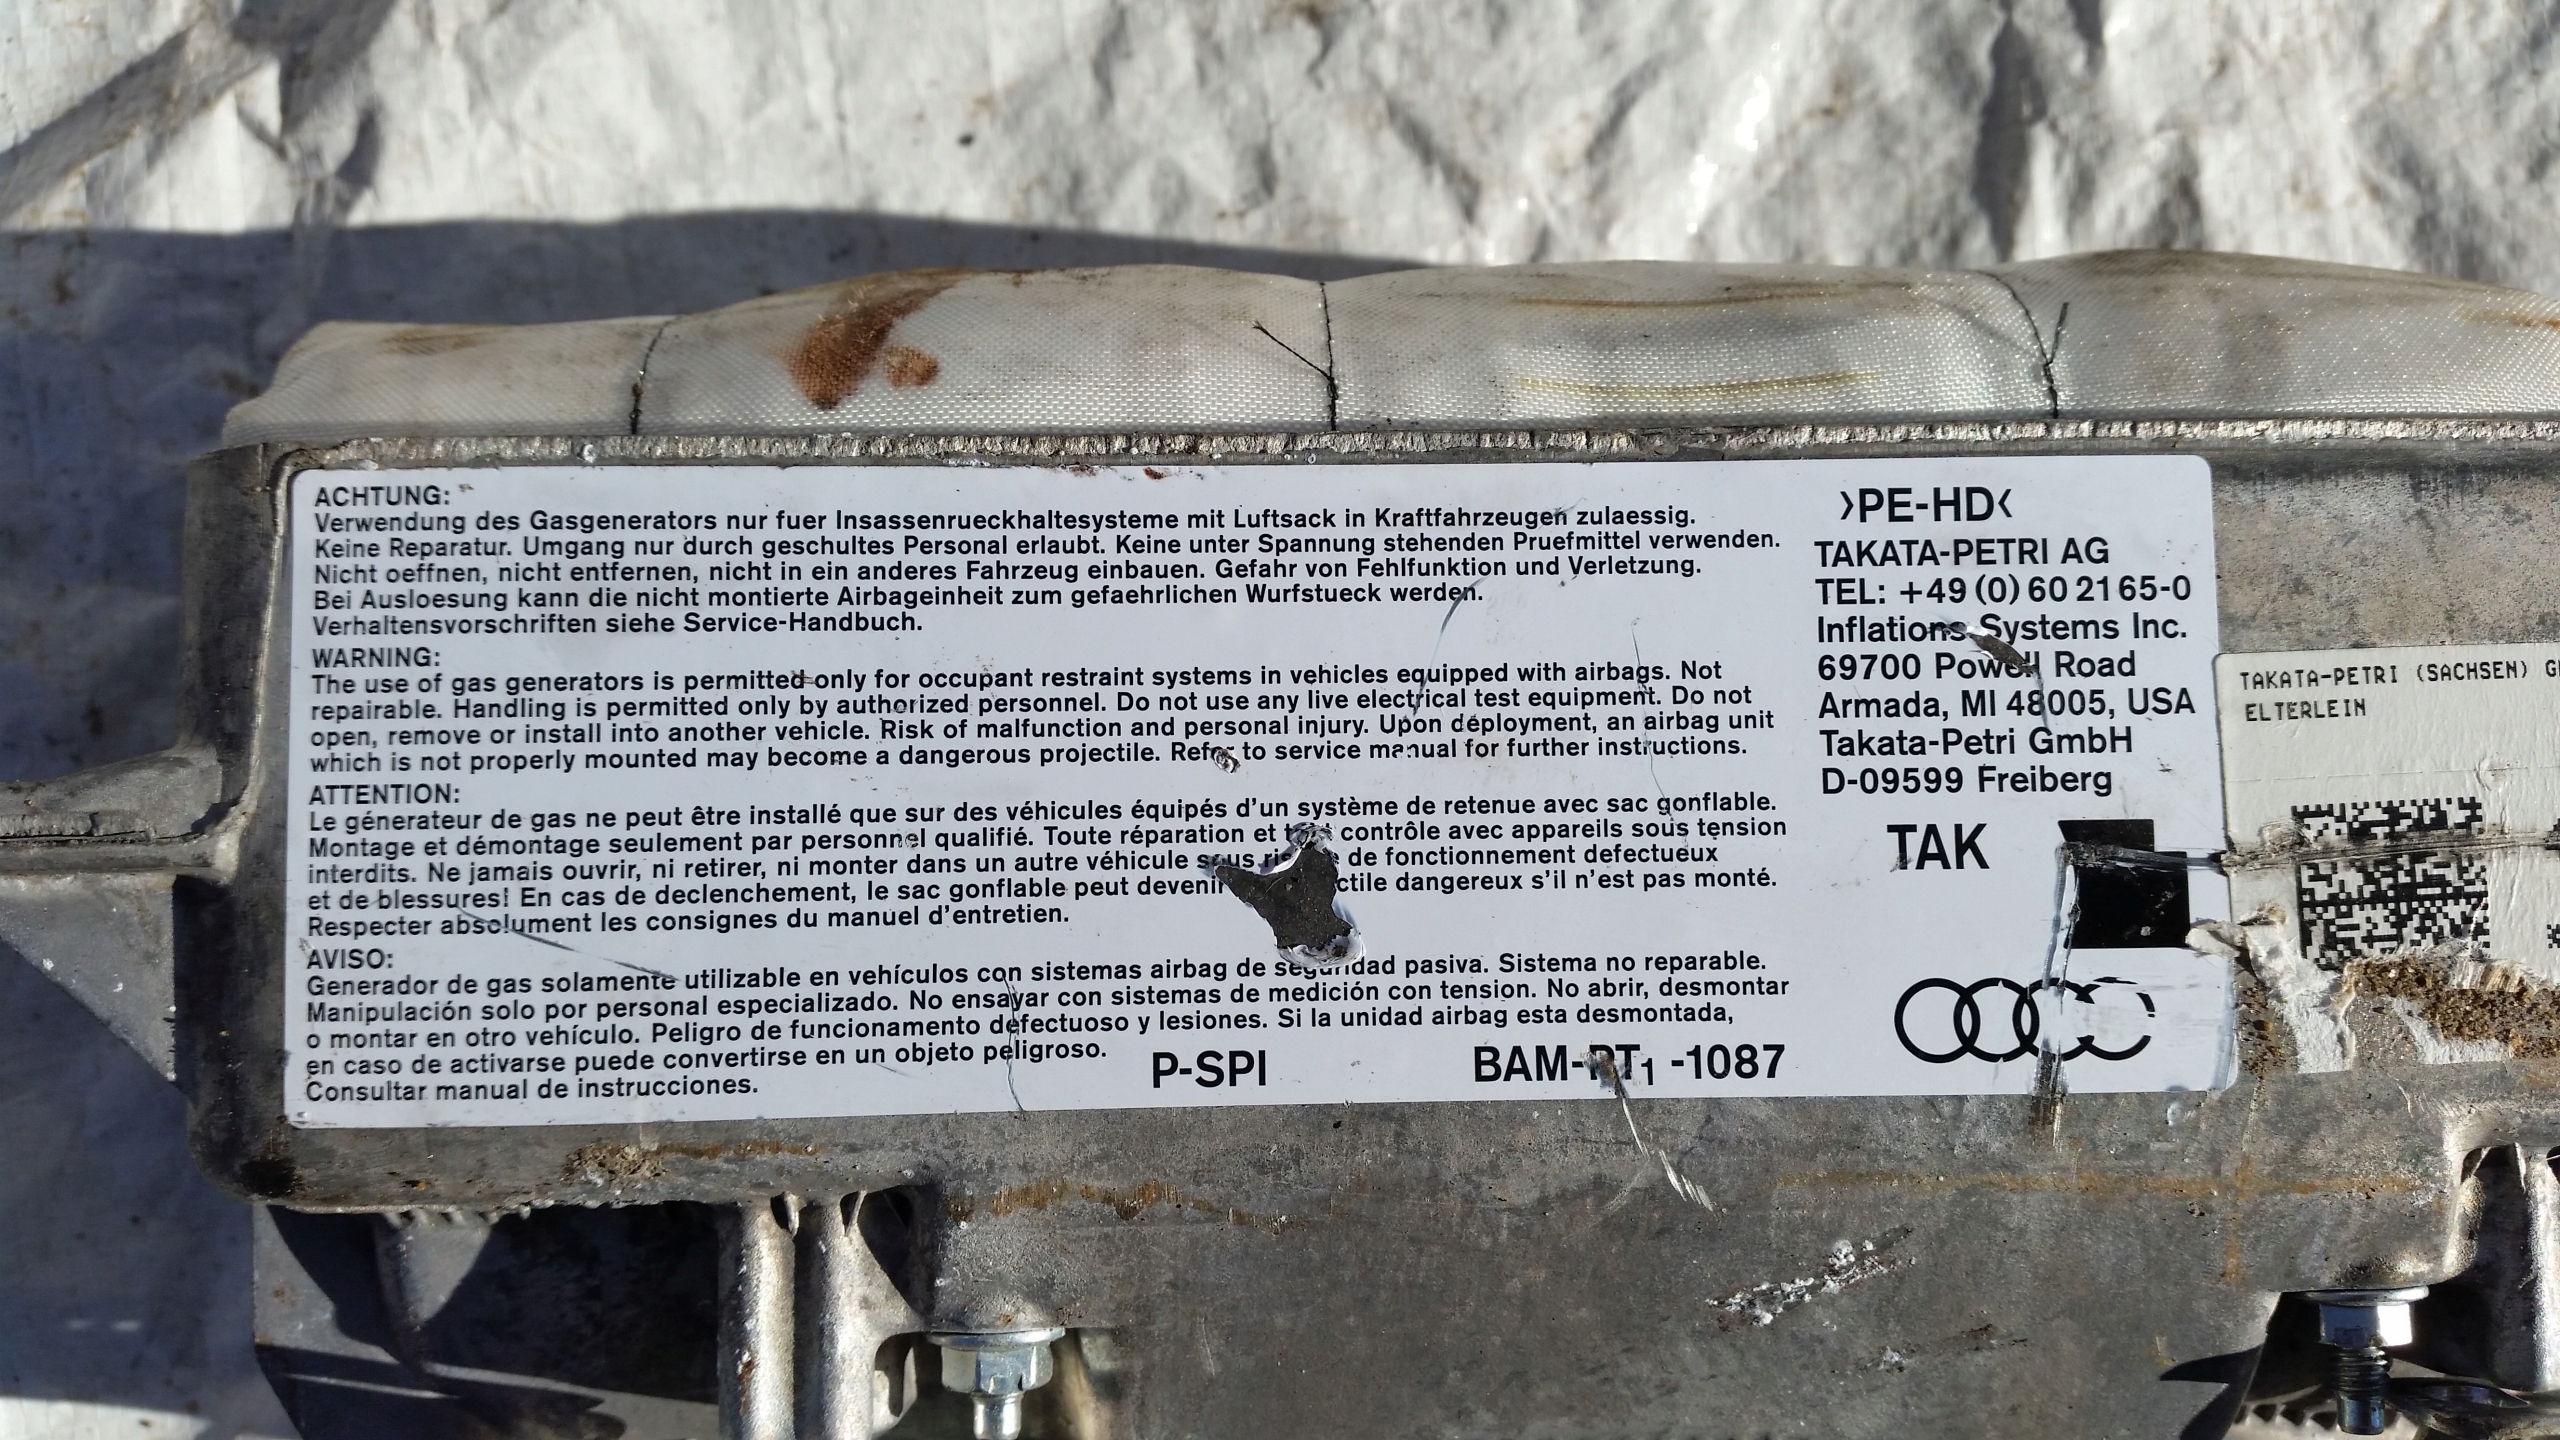 ACHTUNG:
Verwendung des Gasgenerators nur fuer Insassenrueckhaltesysteme mit Luftsack in Kraftfahrzeugen zulaessig.
Keine Reparatur. Umgang nur durch geschultes Personal erlaubt. Keine unter Spannung stehenden Pruefmittel verwenden.
Nicht oeffnen, nicht entfernen, nicht in ein anderes Fahrzeug einbauen. Gefahr von Fehlfunktion und Verletzung.
Bei Ausloesung kann die nicht montierte Airbageinheit zum gefaehrlichen Wurfstueck werden.
Verhaltensvorschriften siehe Service-Handbuch.
WARNING:
The use of gas generators is permitted only for occupant restraint systems in vehicles equipped with airbags. Not
repairable. Handling is permitted only by authorized personnel. Do not use any live electrical test equipment. Do not
open, remove or install into another vehicle. Risk of malfunction and personal injury. Upon deployment, an airbag unit
which is not properly mounted may become a dangerous projectile. Refer to service manual for further instructions.
ATTENTION:
Le génerateur de gas ne peut être installé que sur des véhicules équipés d'un système de retenue avec sac gonflable.
Montage et démontage seulement par personnel qualifié. Toute réparation et contrôle avec appareils sous tension
interdits. Ne jamais ouvrir, ni retirer, ni monter dans un autre véhicule sous de fonctionnement defectueux
et de blessures! En cas de declenchement, le sac gonflable peut devenir dangereux s'il n'est pas monté.
Respecter absolument les consignes du manuel d'entretien.
AVISO:
Generador de gas solamente utilizable en vehículos con sistemas airbag de seguridad pasiva. Sistema no reparable.
Manipulación solo por personal especializado. No ensayar con sistemas de medición con tension. No abrir, desmontar
o montar en otro vehículo. Peligro de funcionamento defectuoso y lesiones. Si la unidad airbag esta desmontada,
en caso de activarse puede convertirse en un objeto peligroso.
Consultar manual de instrucciones.
P-SPI
BAM-PT1 -1087
>PE-HD<
TAKATA-PETRI AG
TEL: +49 (0) 60 21 65-0
Inflations Systems Inc.
69700 Powell Road
Armada, MI 48005, USA
Takata-Petri GmbH
D-09599 Freiberg
TAK
TAKATA-PETRI (SACHSEN)
ELTERLEIN